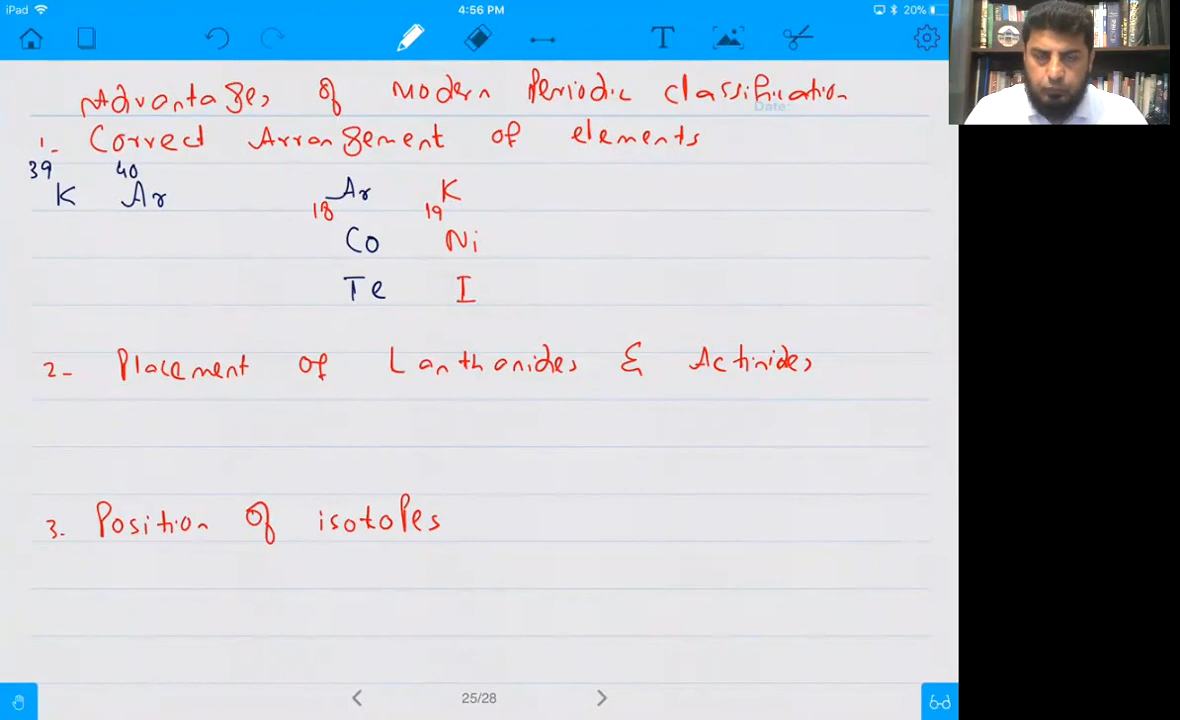 iPad 4:56 PM 20%
T
Advantages of Modern Periodic classification
Date:
1- Correct Arrangement of elements
39 40
K Ar Ar K
18 19
Co Ni
Te I
2- Placement of Lanthanides & Actinides
3. Position of isotopes
25/28